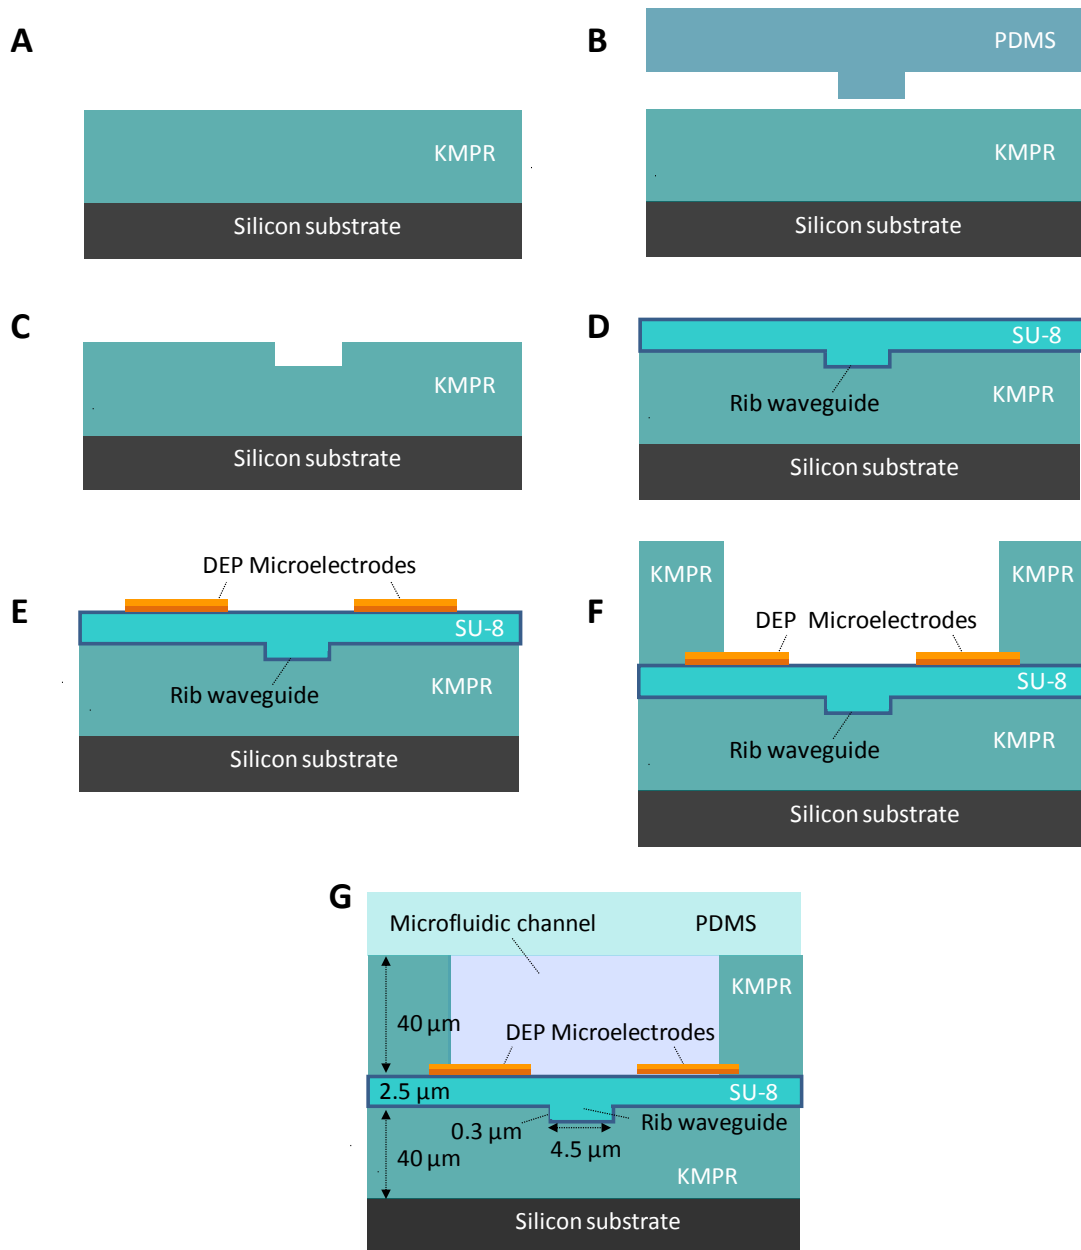 A
KMPR
Silicon substrate
B
PDMS
KMPR
Silicon substrate
C
KMPR
Silicon substrate
D
SU-8
Rib waveguide
KMPR
Silicon substrate
E
DEP Microelectrodes
SU-8
Rib waveguide
KMPR
Silicon substrate
F
KMPR
KMPR
DEP Microelectrodes
SU-8
Rib waveguide
KMPR
Silicon substrate
G
Microfluidic channel
PDMS
KMPR
40 µm
DEP Microelectrodes
2.5 µm
SU-8
0.3 µm
Rib waveguide
40 µm
4.5 µm
KMPR
Silicon substrate